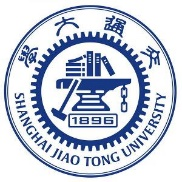 學大通交
1896
SHANGHAI JIAO TONG UNIVERSITY